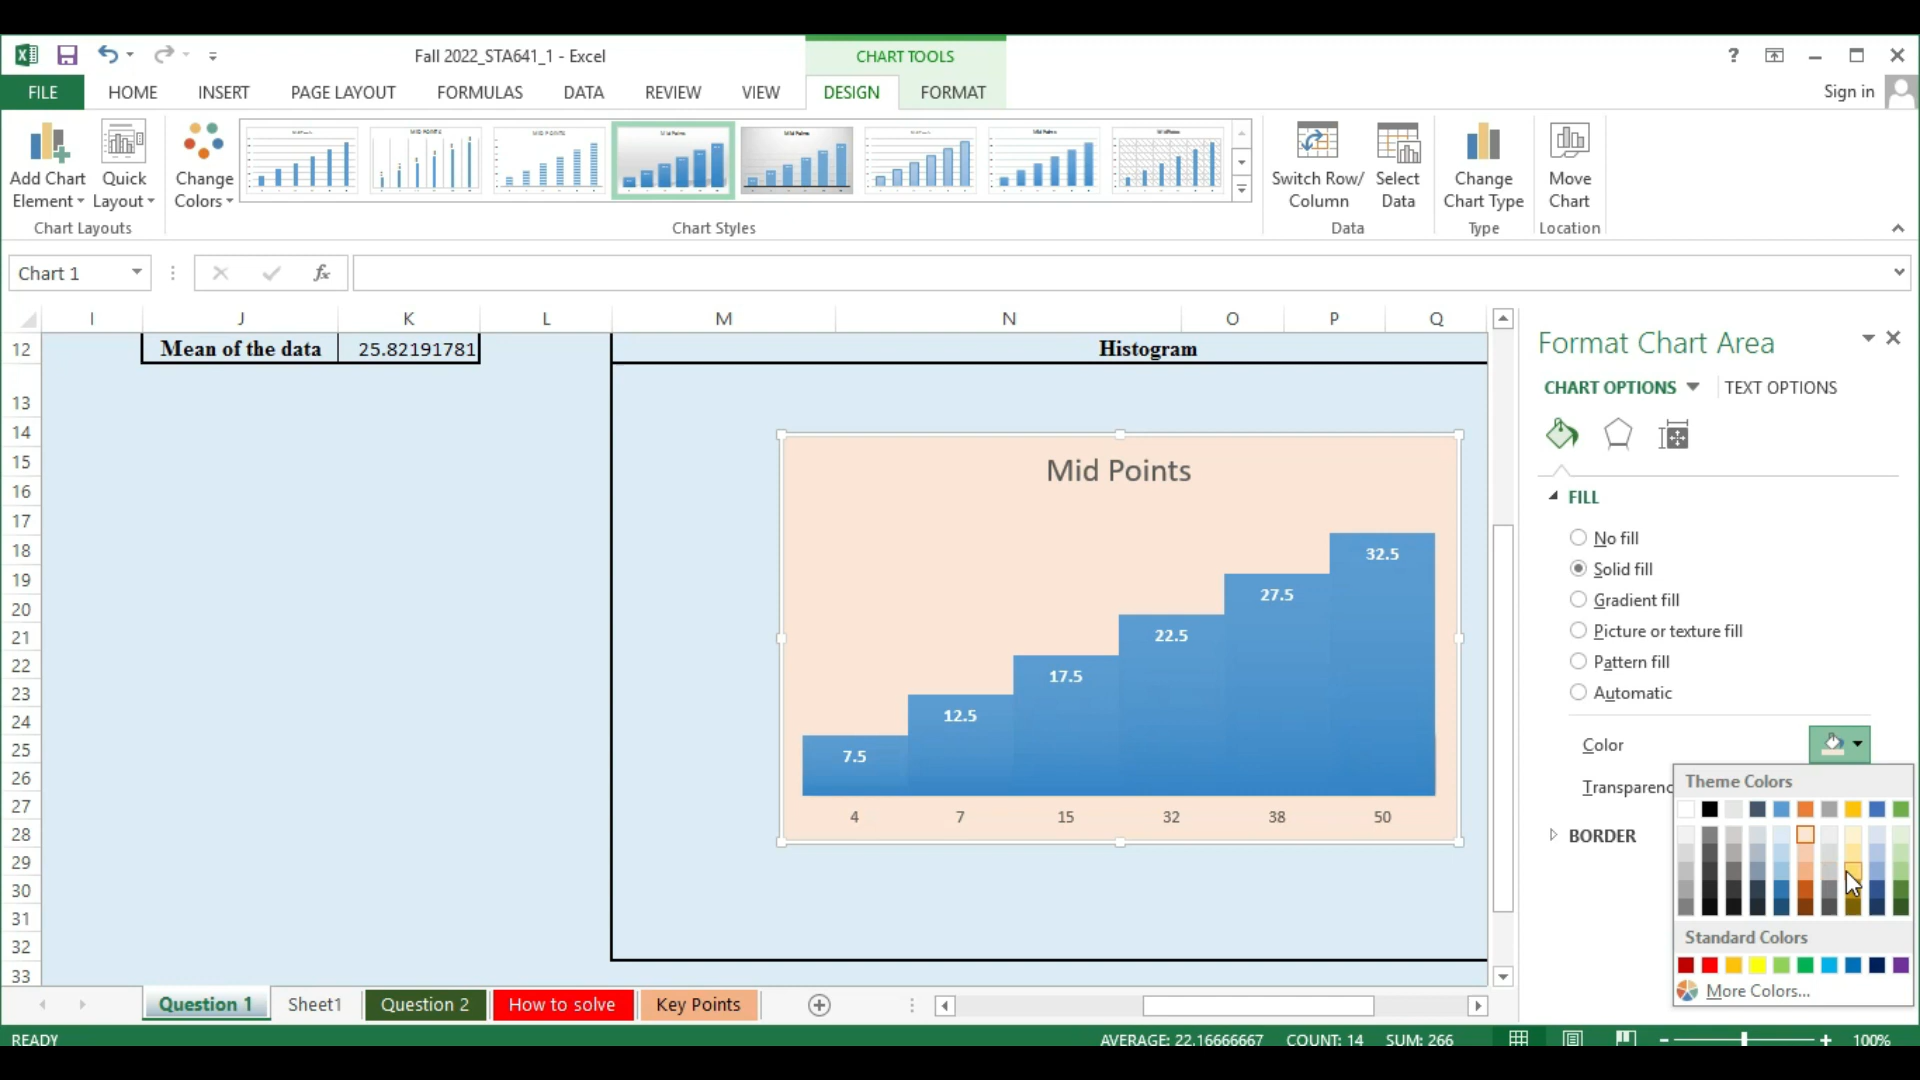 Fall 2022_STA641_1 - Excel
CHART TOOLS
?
FILE
HOME
INSERT
PAGE LAYOUT
FORMULAS
DATA
REVIEW
VIEW
DESIGN
FORMAT
Sign in
Add Chart
Element
Quick
Layout
Chart Layouts
Change
Colors
Chart Styles
Switch Row/
Column
Select
Data
Data
Change
Chart Type
Type
Move
Chart
Location
Chart 1
fx
I J K L M N O P Q
12 Mean of the data 25.82191781 Histogram
13
14
15
16
17
18
19
20
21
22
23
24
25
26
27
28
29
30
31
32
33
Mid Points
32.5
27.5
22.5
17.5
12.5
7.5
4 7 15 32 38 50
Format Chart Area
CHART OPTIONS
TEXT OPTIONS
FILL
No fill
Solid fill
Gradient fill
Picture or texture fill
Pattern fill
Automatic
Color
Transparenc
BORDER
Theme Colors
Standard Colors
More Colors...
Question 1
Sheet1
Question 2
How to solve
Key Points
READY
AVERAGE: 22.16666667 COUNT: 14 SUM: 266
100%